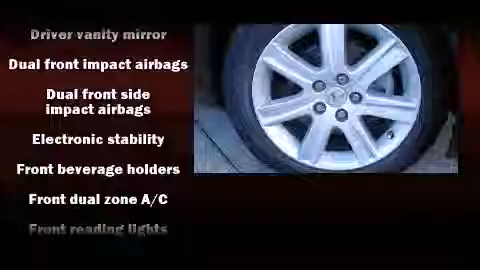 Driver vanity mirror
Dual front impact airbags
Dual front side
impact airbags
Electronic stability
Front beverage holders
Front dual zone A/C
Front reading lights